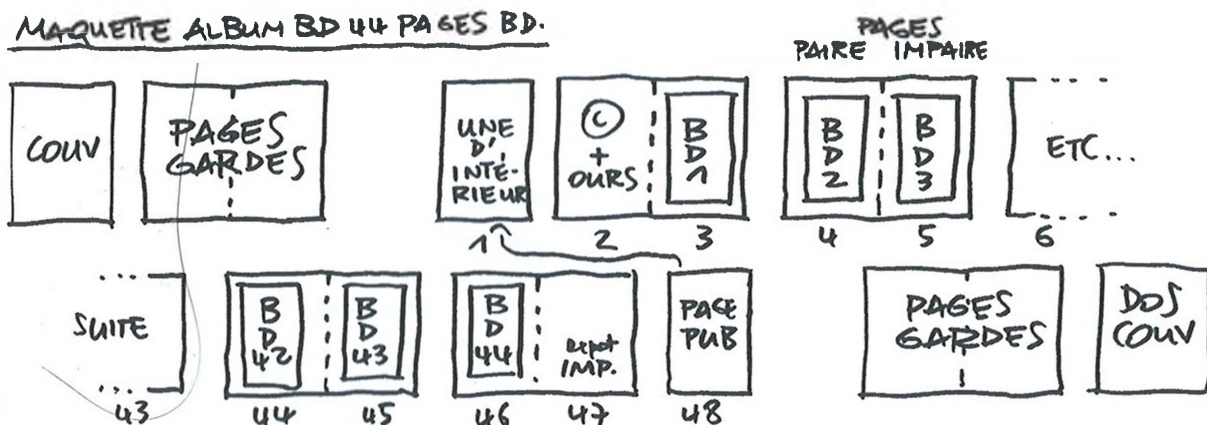 MAQUETTE ALBUM BD 44 PAGES BD.
PAGES
PAIRE IMPAIRE
COUV
PAGES
GARDES
UNE
D'
INTÉ-
RIEUR
C
+
OURS
B
D
1
B
D
2
B
D
3
ETC...
1 2 3 4 5 6
SUITE
B
D
42
B
D
43
B
D
44
Depot
IMP.
PAGE
PUB
PAGES
GARDES
DOS
COUV
43 44 45 46 47 48